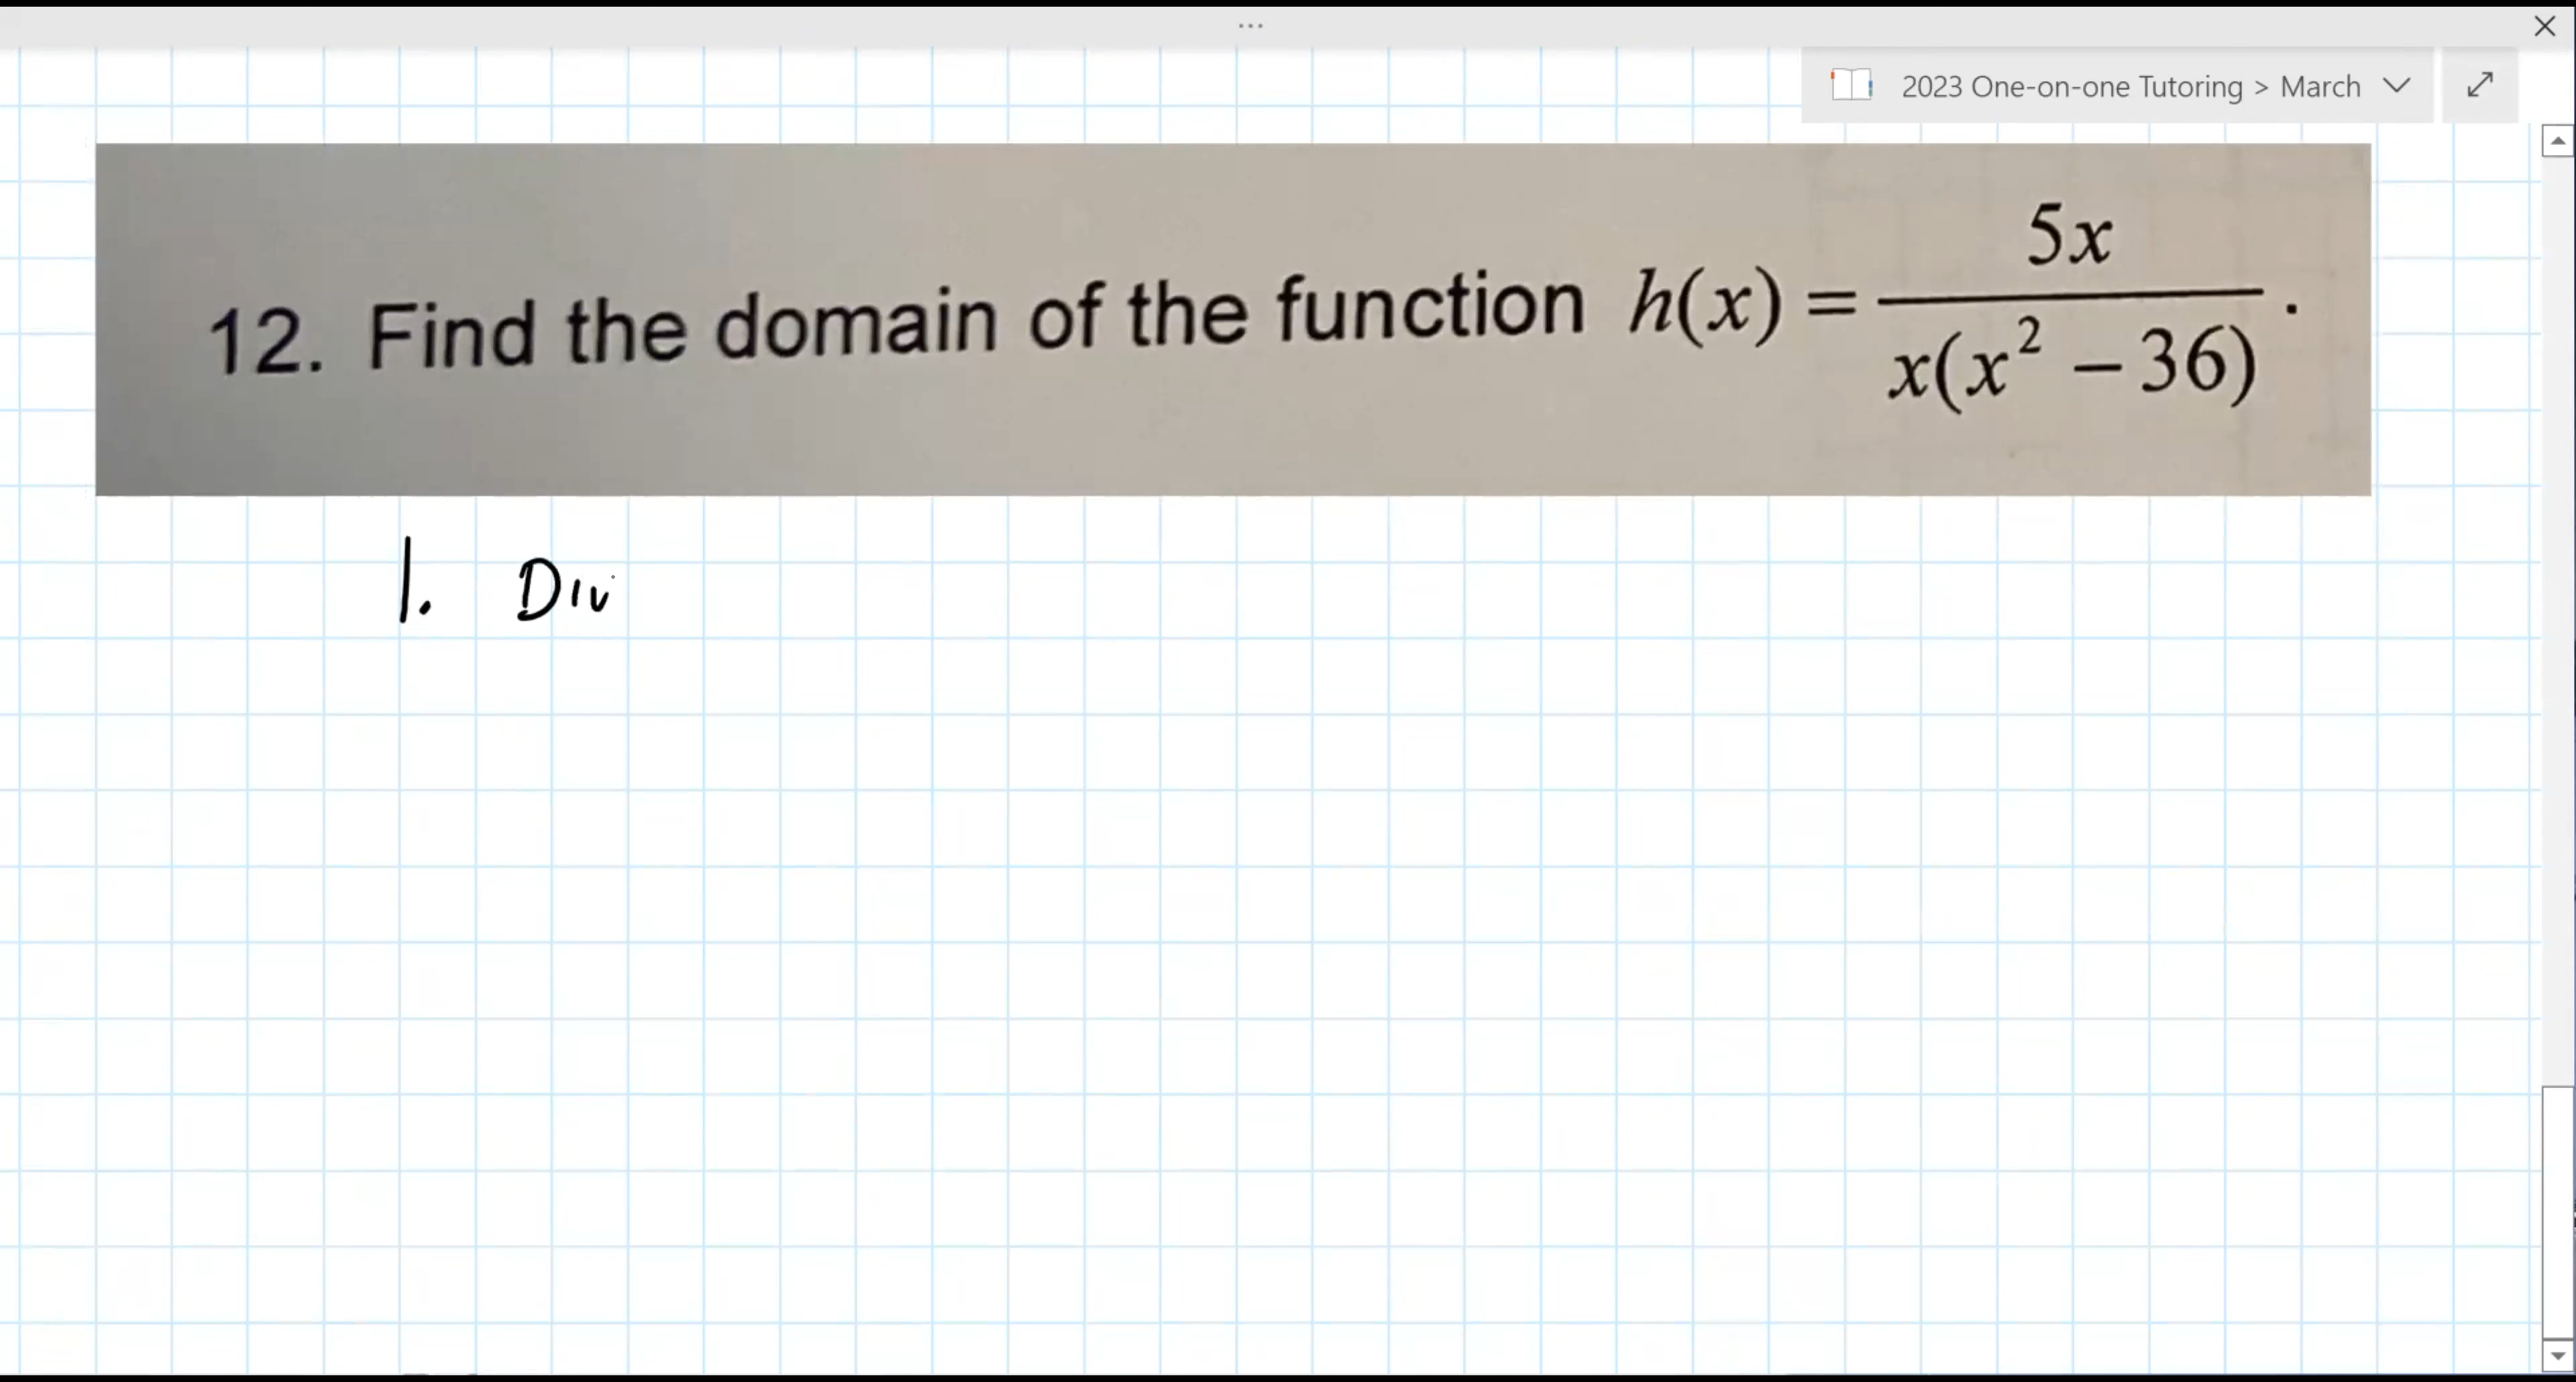 ...
2023 One-on-one Tutoring > March
12. Find the domain of the function h(x) = 5x / x(x² – 36) .
1. Div